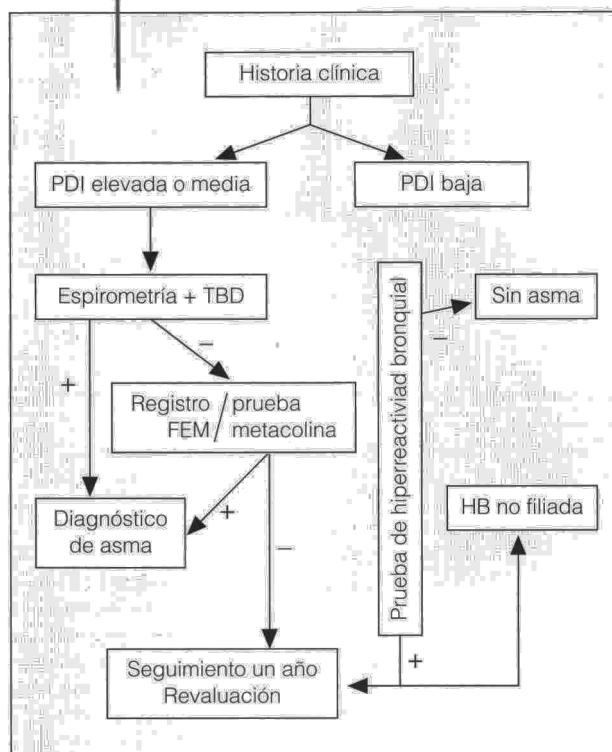 Historia clínica
PDI elevada o media
PDI baja
Espirometría + TBD
Sin asma
–
–
+
Registro / prueba
FEM / metacolina
Prueba de hiperreactiviad bronquial
HB no filiada
Diagnóstico
de asma
+
–
+
Seguimiento un año
Revaluación